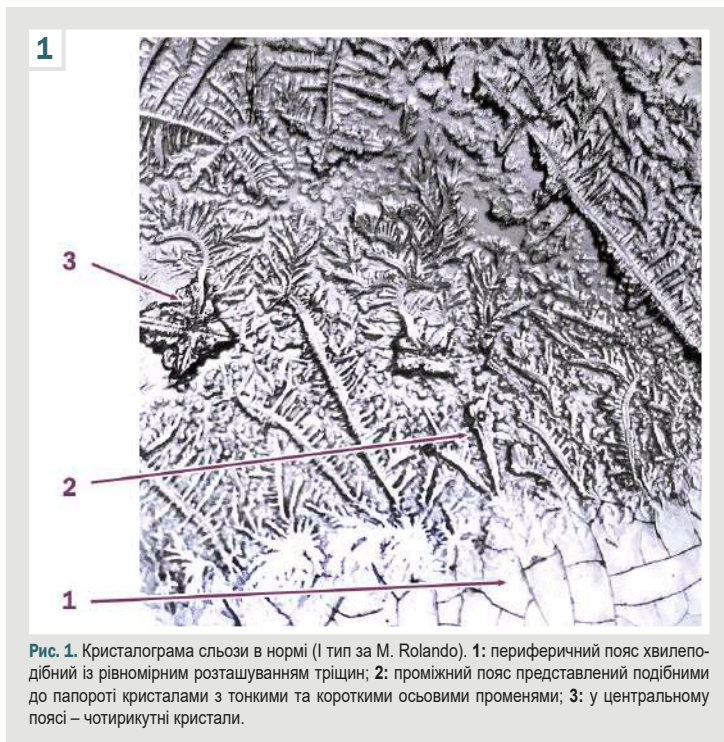 1
3
2
1
Рис. 1. Кристалограма сльози в нормі (I тип за M. Rolando). 1: периферичний пояс хвилепо-
дібний із рівномірним розташуванням тріщин; 2: проміжний пояс представлений подібними
до папороті кристалами з тонкими та короткими осьовими променями; 3: у центральному
поясі – чотирикутні кристали.